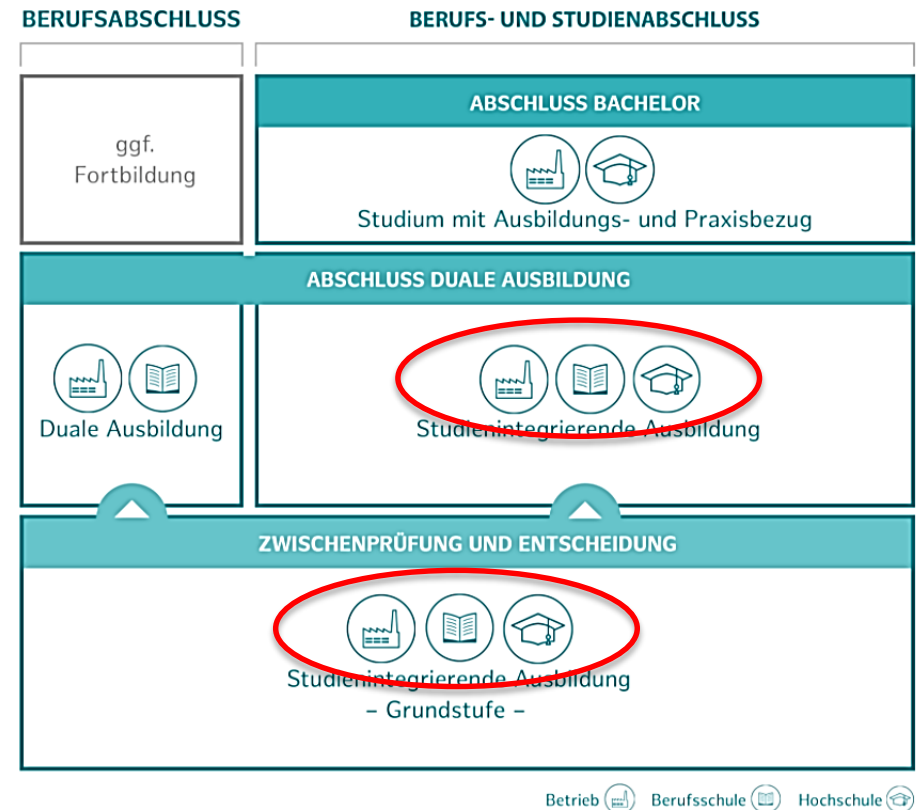 BERUFSABSCHLUSS
BERUFS- UND STUDIENABSCHLUSS
ggf.
Fortbildung
ABSCHLUSS BACHELOR
Studium mit Ausbildungs- und Praxisbezug
ABSCHLUSS DUALE AUSBILDUNG
Duale Ausbildung
Studienintegrierende Ausbildung
ZWISCHENPRÜFUNG UND ENTSCHEIDUNG
Studienintegrierende Ausbildung
– Grundstufe –
Betrieb Berufsschule Hochschule